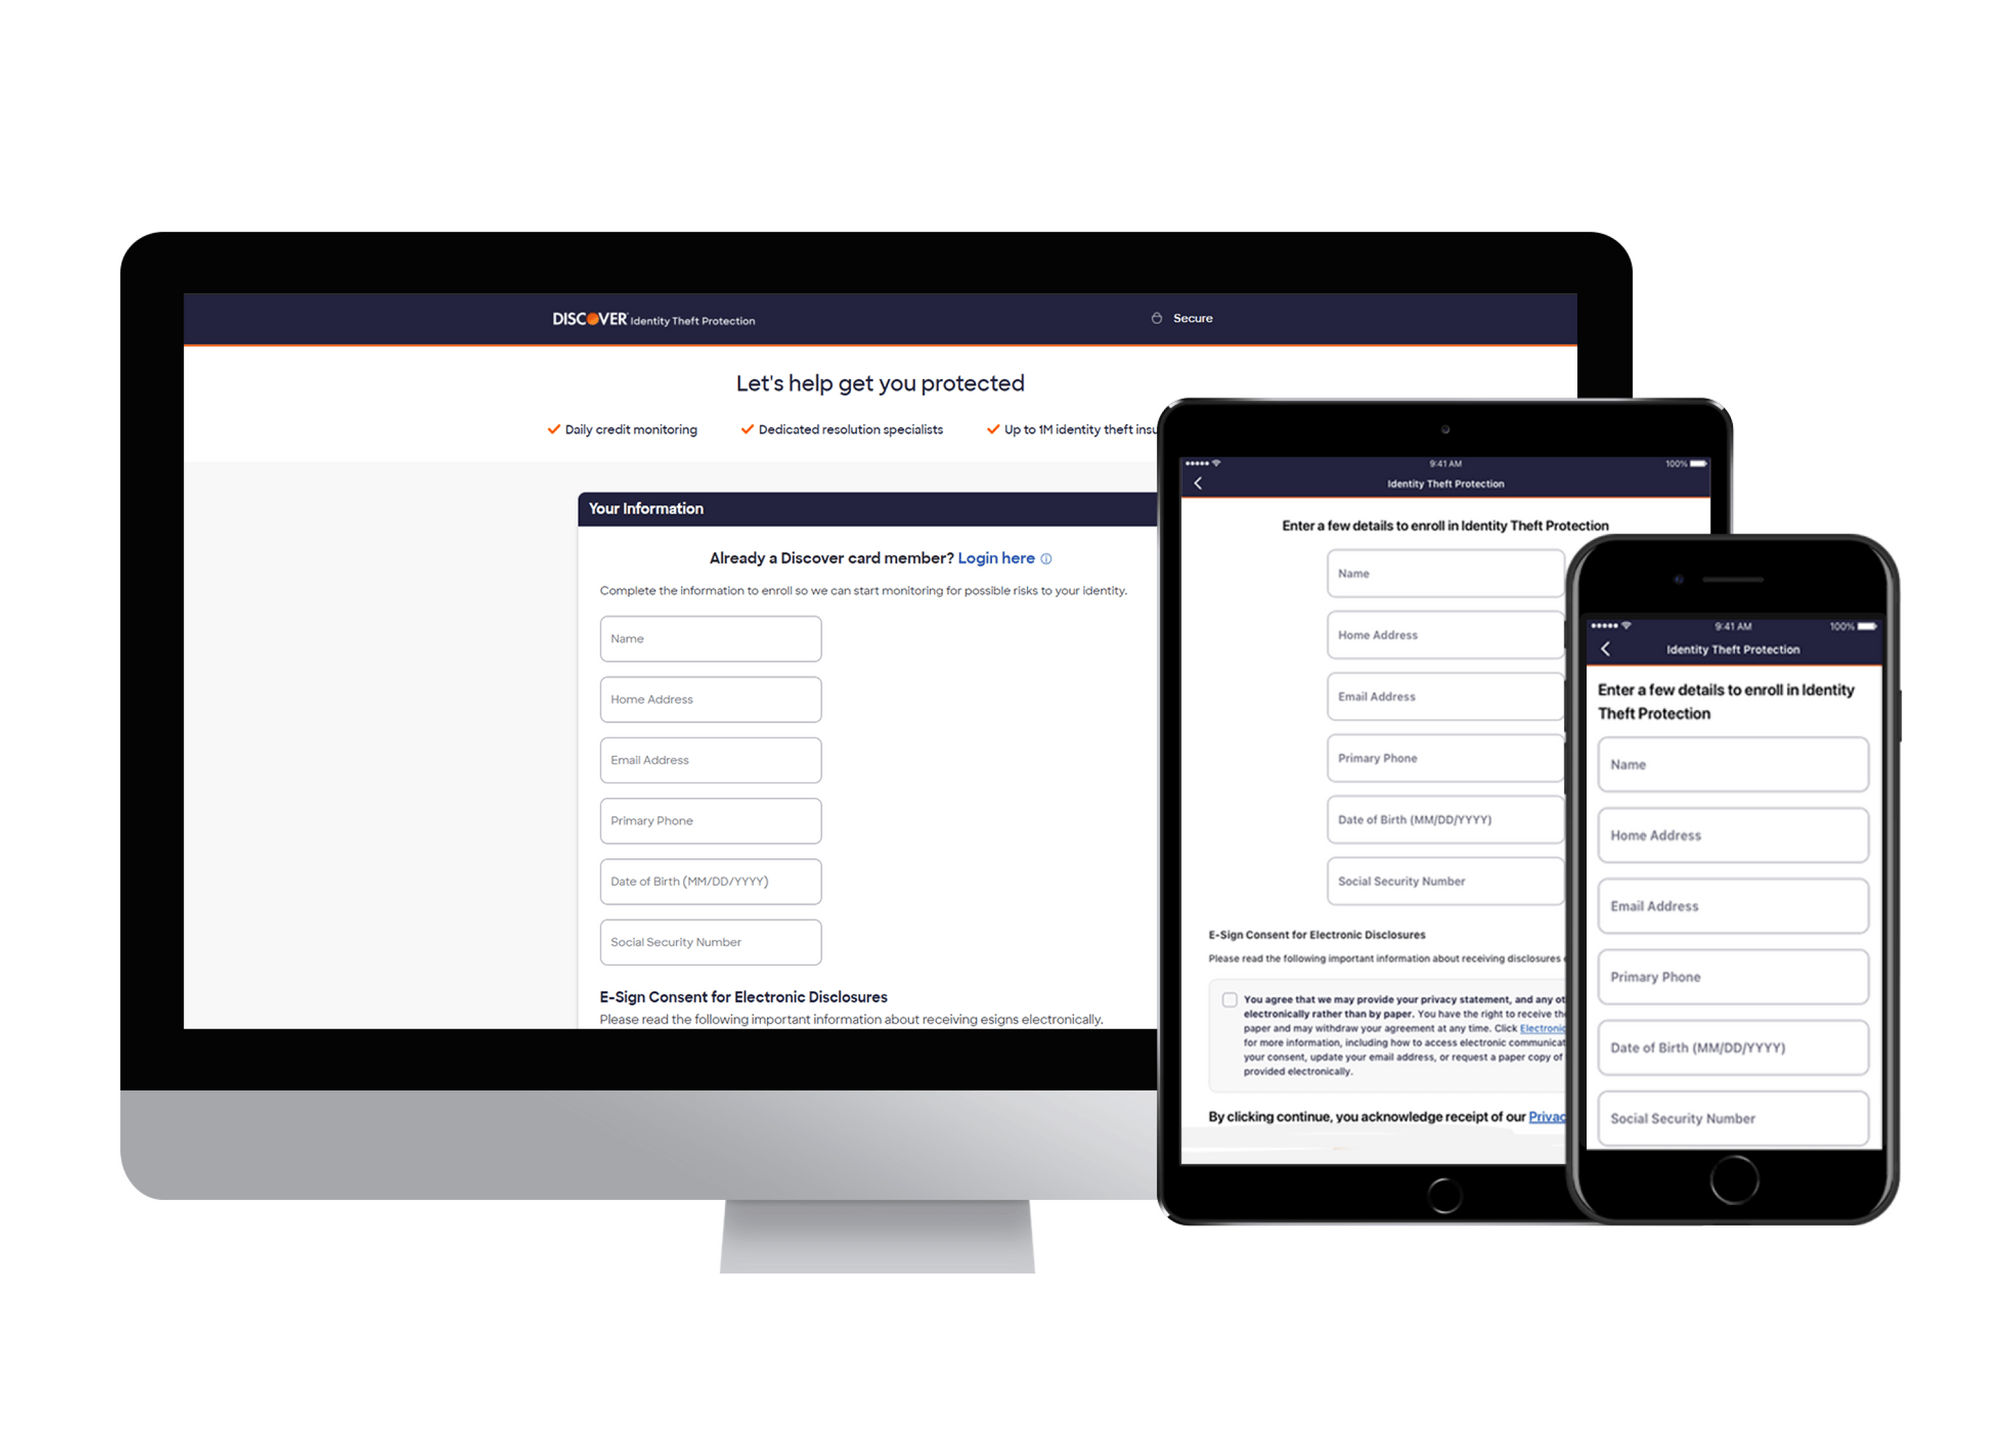 DISCOVER Identity Theft Protection
Secure
Let's help get you protected
Daily credit monitoring
Dedicated resolution specialists
Up to 1M identity theft
Your Information
Already a Discover card member? Login here
Complete the information to enroll so we can start monitoring for possible risks to your identity.
Name
Home Address
Email Address
Primary Phone
Date of Birth (MM/DD/YYYY)
Social Security Number
E-Sign Consent for Electronic Disclosures
Please read the following important information about receiving esigns electronically.
9:41 AM
100%
Identity Theft Protection
Enter a few details to enroll in Identity Theft Protection
Name
Home Address
Email Address
Primary Phone
Date of Birth (MM/DD/YYYY)
Social Security Number
E-Sign Consent for Electronic Disclosures
Please read the following important information about receiving disclosures
You agree that we may provide your privacy statement, and any
electronically rather than by paper. You have the right to receive
paper and may withdraw your agreement at any time. Click Electronic
for more information, including how to access electronic
your consent, update your email address, or request a paper copy of
provided electronically.
By clicking continue, you acknowledge receipt of our
9:41 AM
100%
Identity Theft Protection
Enter a few details to enroll in Identity
Theft Protection
Name
Home Address
Email Address
Primary Phone
Date of Birth (MM/DD/YYYY)
Social Security Number